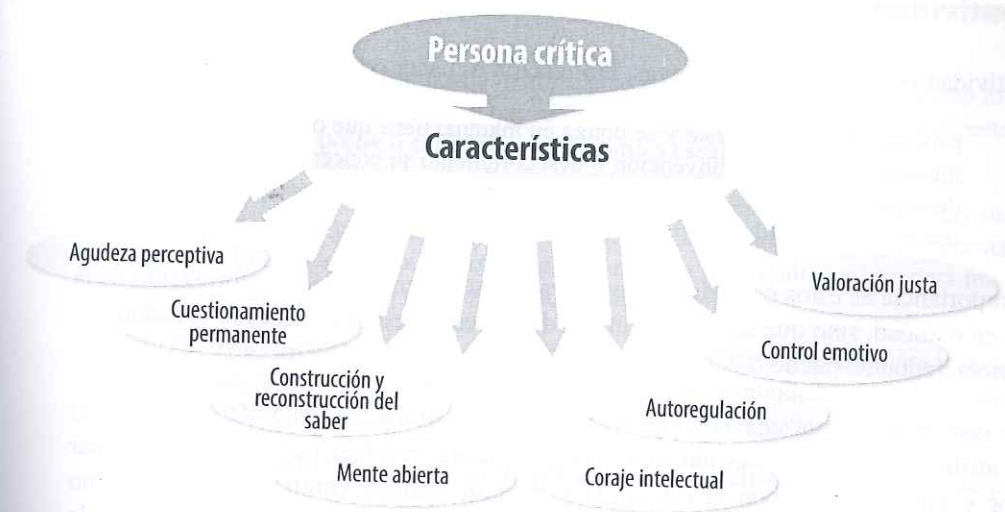 Persona crítica
Características
Agudeza perceptiva
Cuestionamiento
permanente
Construcción y
reconstrucción del
saber
Mente abierta
Coraje intelectual
Autoregulación
Control emotivo
Valoración justa